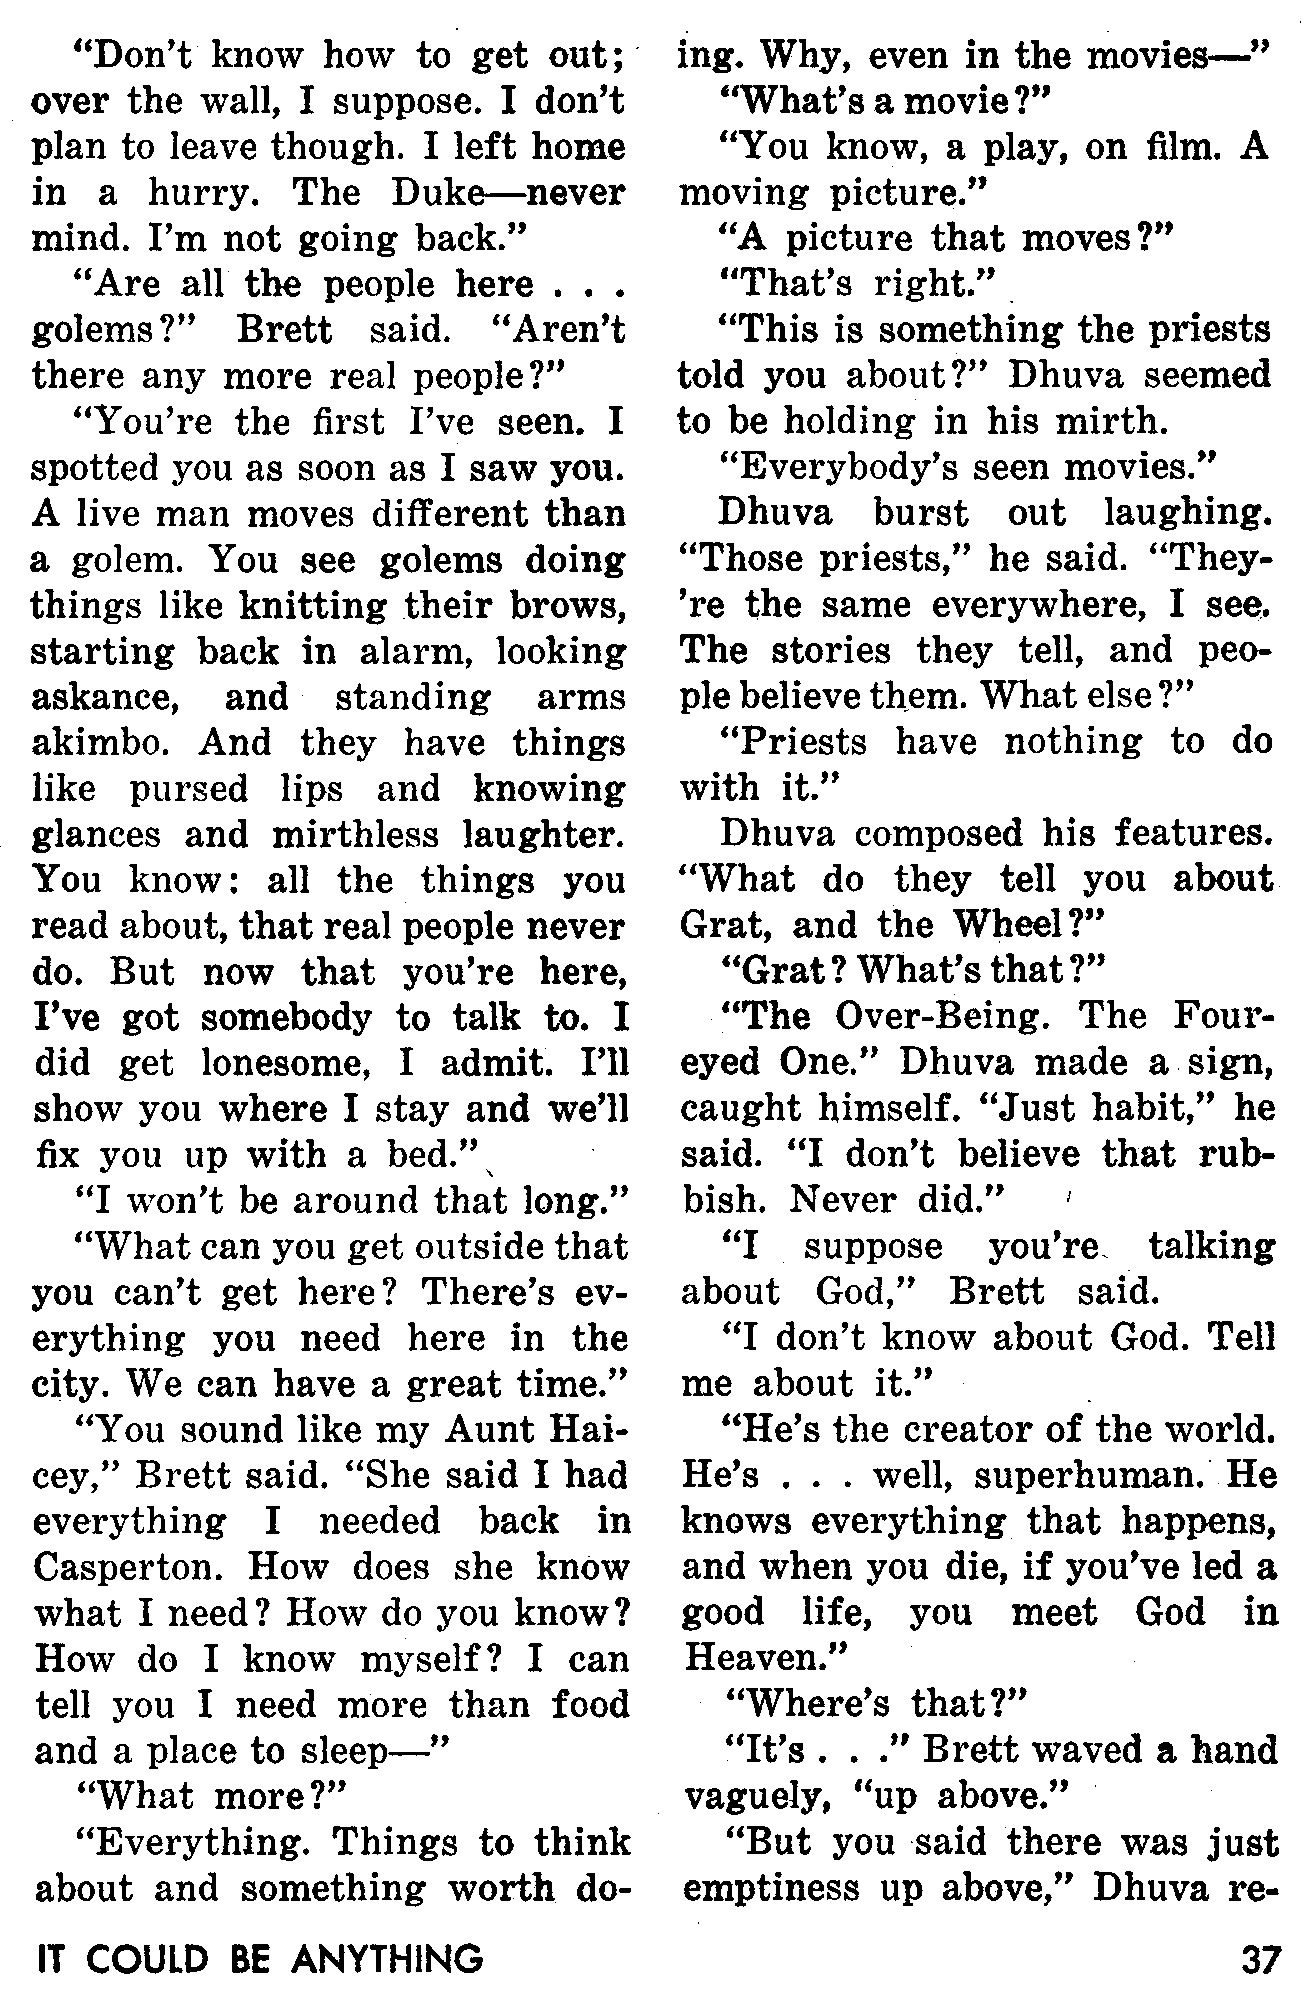 “Don't know how to get out;
over the wall, I suppose. I don't
plan to leave though. I left home
in a hurry. The Duke—never
mind. I'm not going back.”
“Are all the people here . . .
golems?” Brett said. “Aren't
there any more real people?”
“You're the first I've seen. I
spotted you as soon as I saw you.
A live man moves different than
a golem. You see golems doing
things like knitting their brows,
starting back in alarm, looking
askance, and standing arms
akimbo. And they have things
like pursed lips and knowing
glances and mirthless laughter.
You know: all the things you
read about, that real people never
do. But now that you're here,
I've got somebody to talk to. I
did get lonesome, I admit. I'll
show you where I stay and we'll
fix you up with a bed.”
“I won't be around that long.”
“What can you get outside that
you can't get here? There's ev-
erything you need here in the
city. We can have a great time.”
“You sound like my Aunt Hai-
cey,” Brett said. “She said I had
everything I needed back in
Casperton. How does she know
what I need? How do you know?
How do I know myself? I can
tell you I need more than food
and a place to sleep—”
“What more?”
“Everything. Things to think
about and something worth do-
ing. Why, even in the movies—”
“What's a movie?”
“You know, a play, on film. A
moving picture.”
“A picture that moves?”
“That's right.”
“This is something the priests
told you about?” Dhuva seemed
to be holding in his mirth.
“Everybody's seen movies.”
Dhuva burst out laughing.
“Those priests,” he said. “They-
're the same everywhere, I see.
The stories they tell, and peo-
ple believe them. What else?”
“Priests have nothing to do
with it.”
Dhuva composed his features.
“What do they tell you about
Grat, and the Wheel?”
“Grat? What's that?”
“The Over-Being. The Four-
eyed One.” Dhuva made a sign,
caught himself. “Just habit,” he
said. “I don't believe that rub-
bish. Never did.”
“I suppose you're talking
about God,” Brett said.
“I don't know about God. Tell
me about it.”
“He's the creator of the world.
He's . . . well, superhuman. He
knows everything that happens,
and when you die, if you've led a
good life, you meet God in
Heaven.”
“Where's that?”
“It's . . .” Brett waved a hand
vaguely, “up above.”
“But you said there was just
emptiness up above,” Dhuva re-
IT COULD BE ANYTHING 37